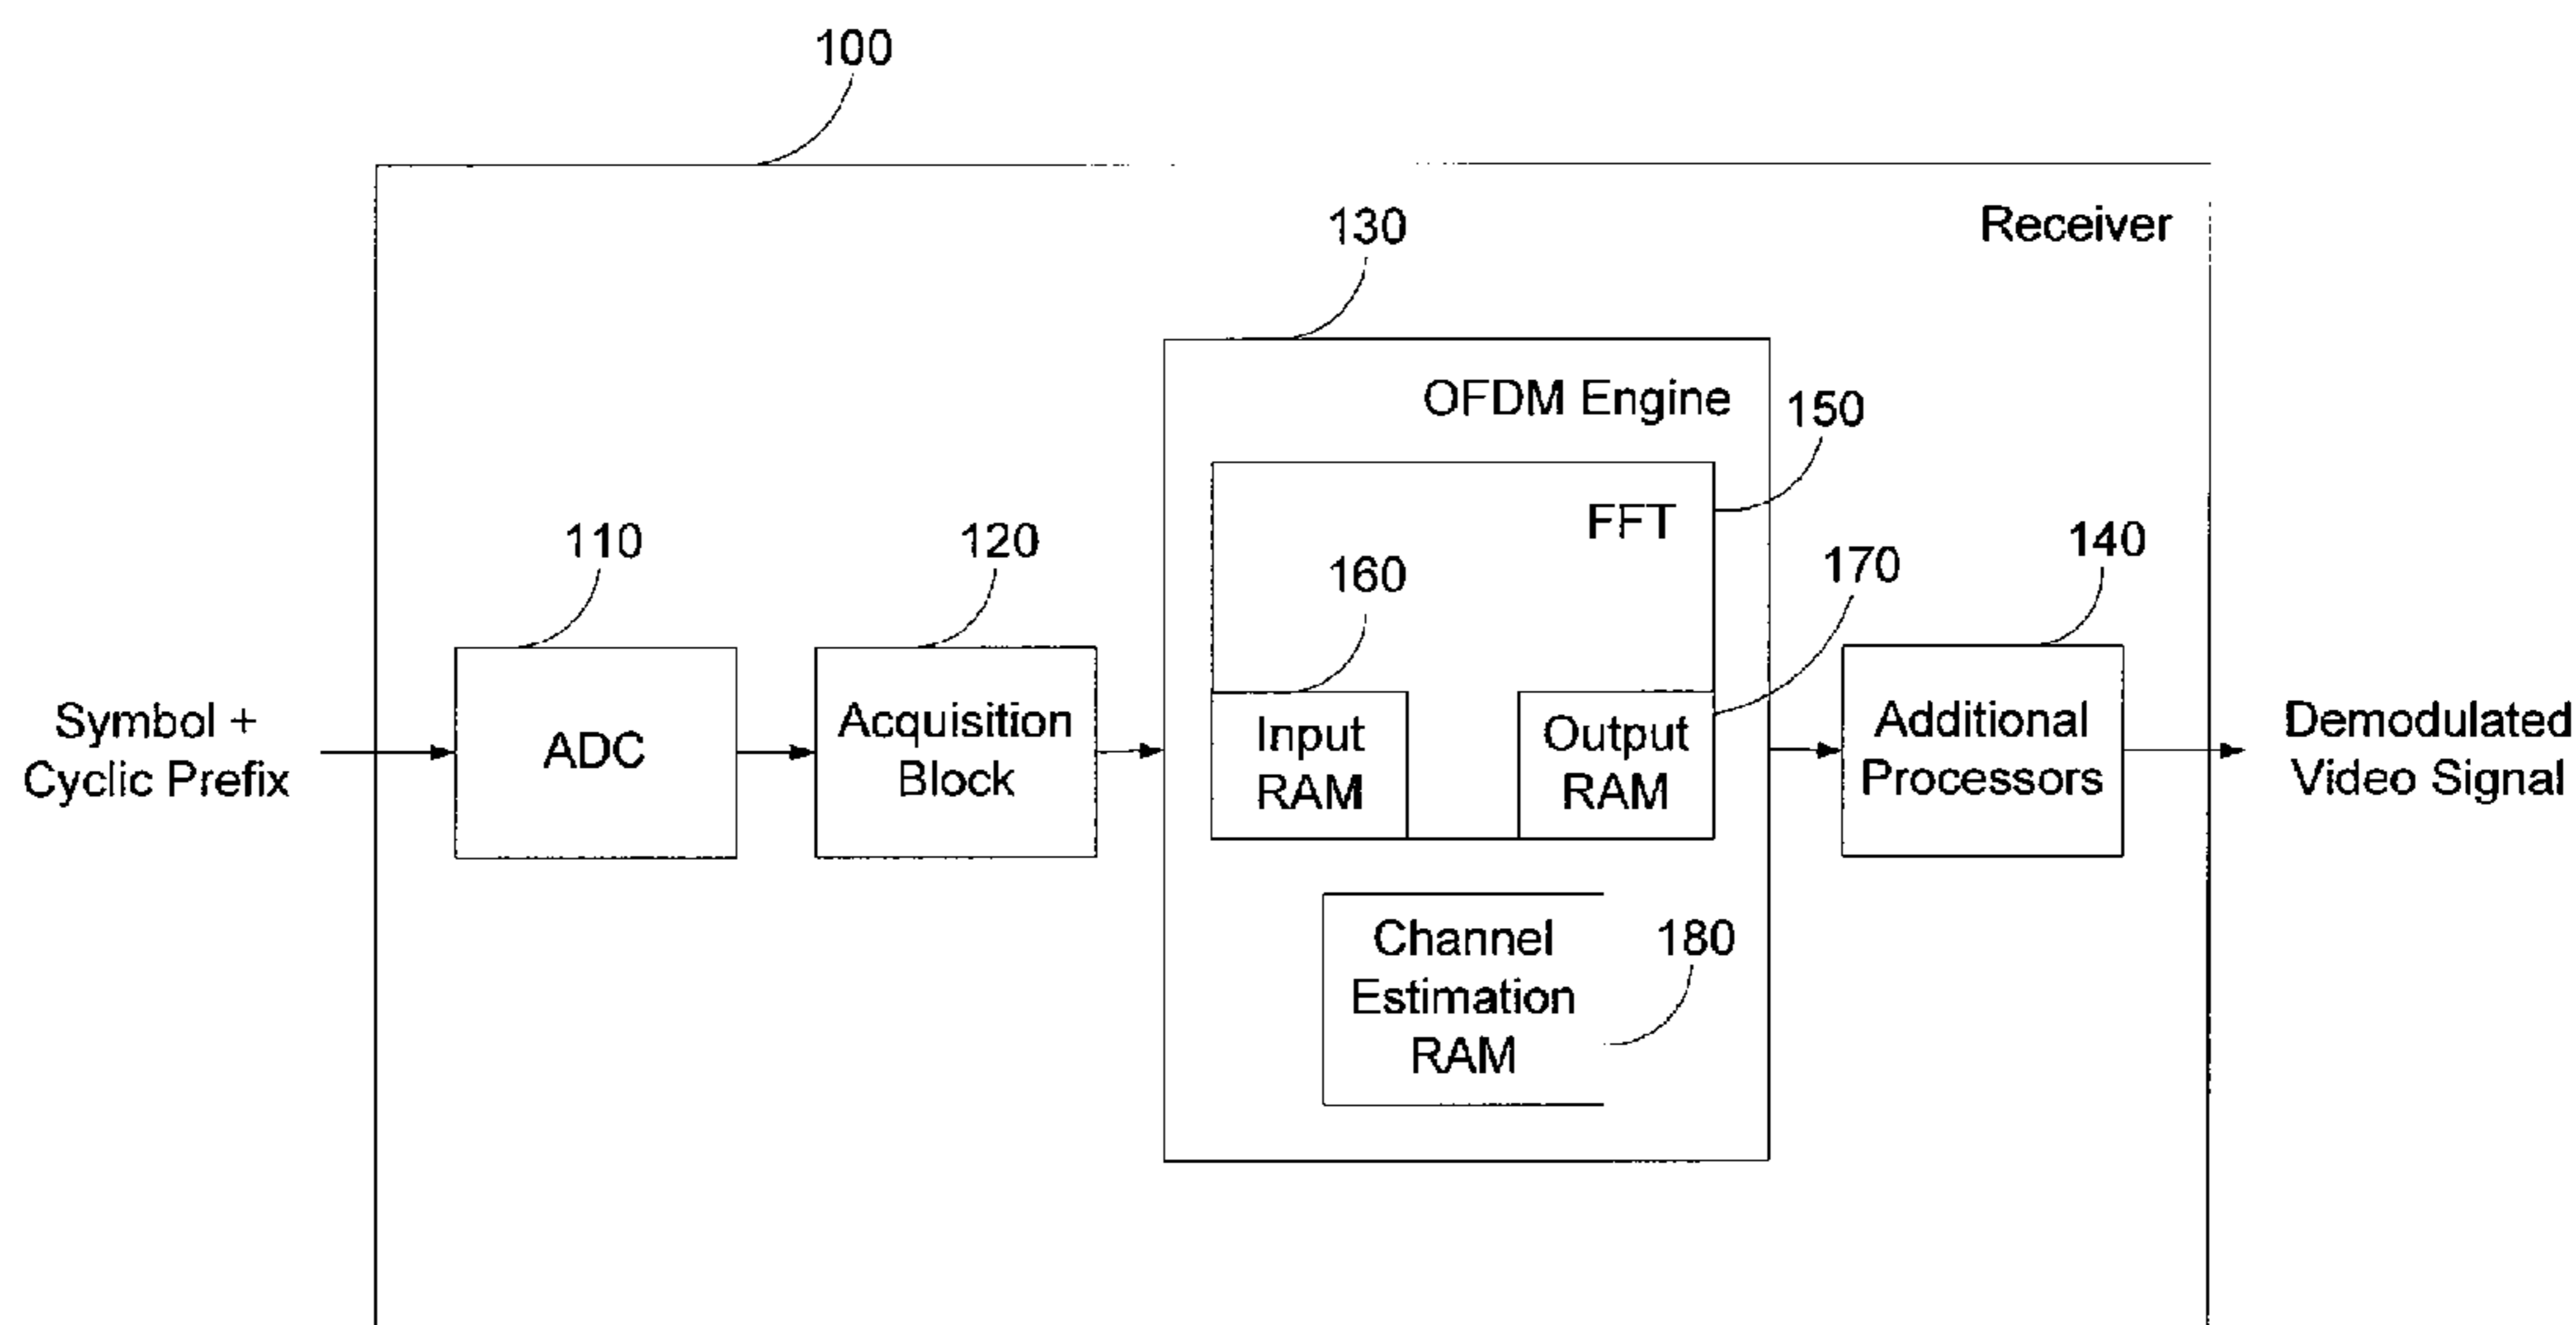 100
Receiver
130
OFDM Engine
150
FFT
110
120
160
170
140
Symbol +
Cyclic Prefix
ADC
Acquisition
Block
Input
RAM
Output
RAM
Additional
Processors
Demodulated
Video Signal
Channel
Estimation
RAM
180